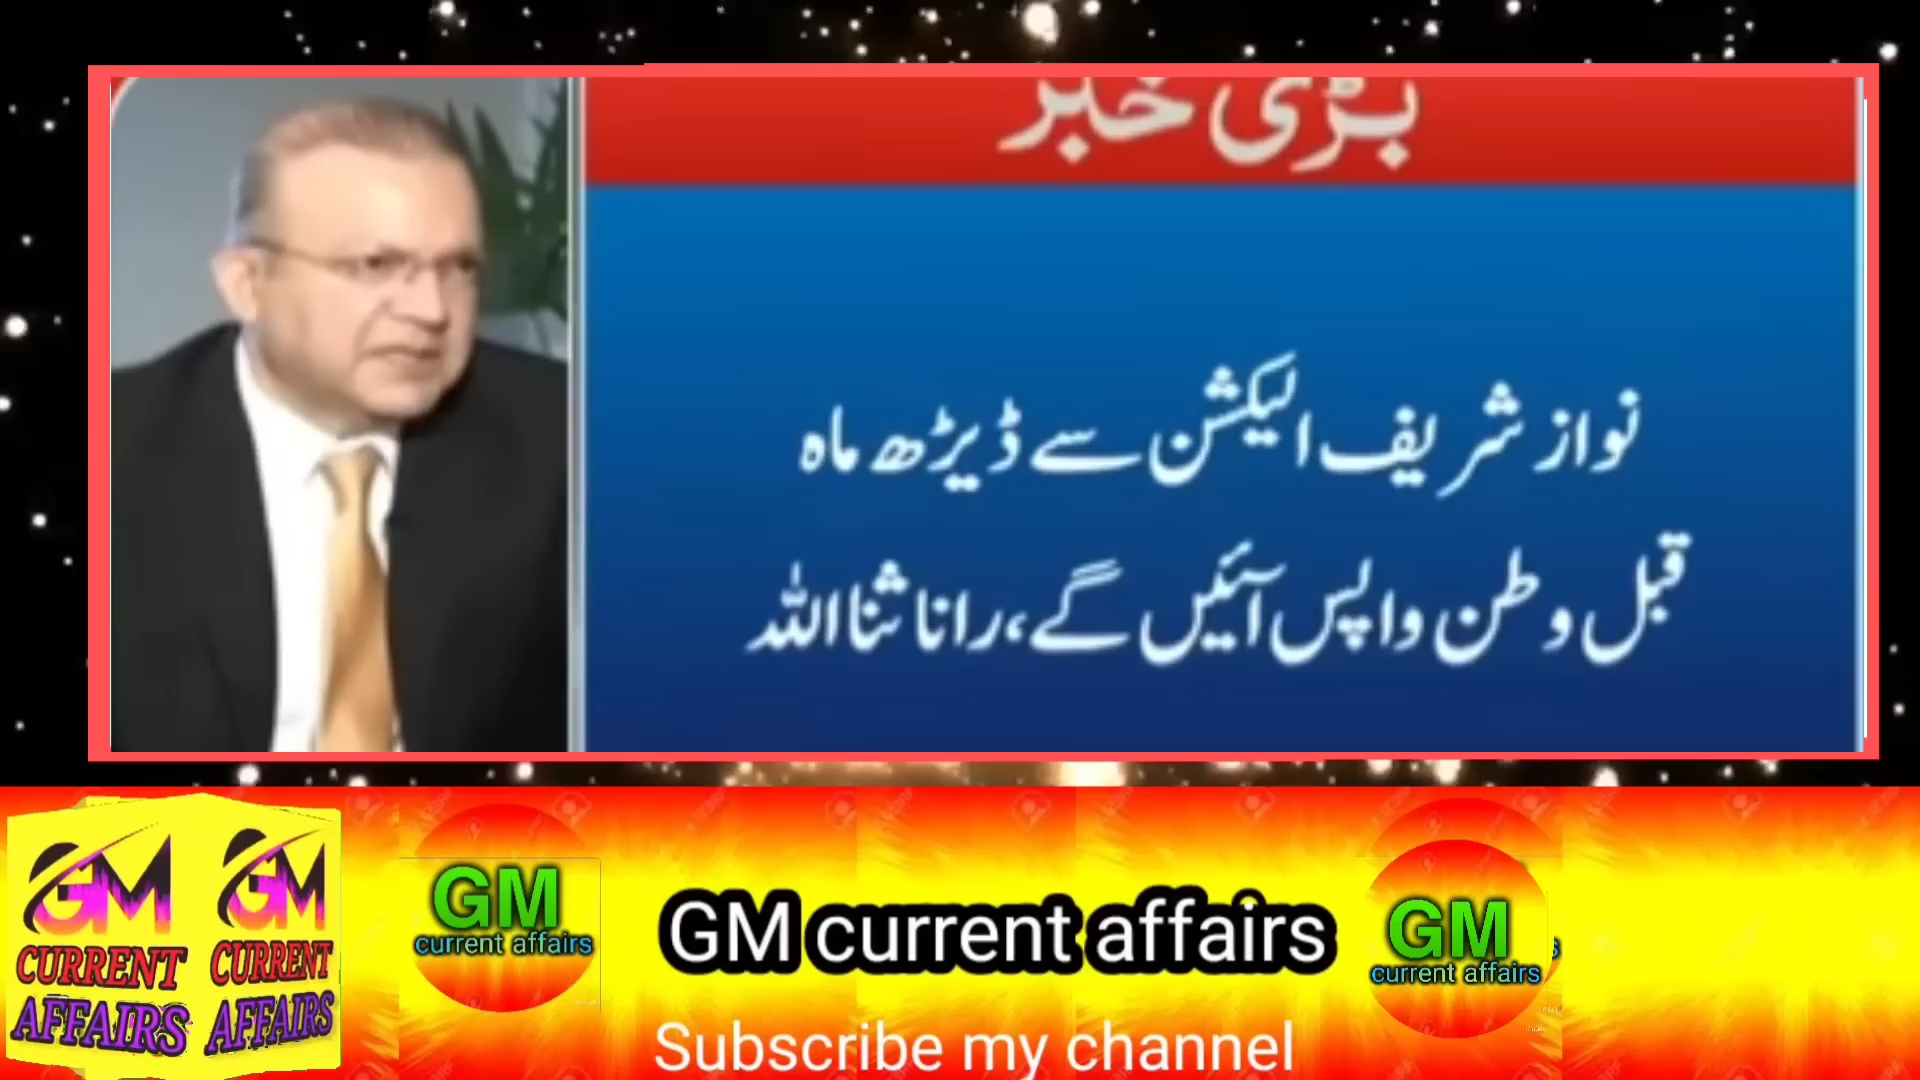 بڑی خبر
نواز شریف الیکشن سے ڈیڑھ ماہ
قبل وطن واپس آئیں گے، رانا ثنا اللہ
GM
CURRENT
AFFAIRS
GM
CURRENT
AFFAIRS
GM
current affairs
GM current affairs
GM
current affairs
Subscribe my channel